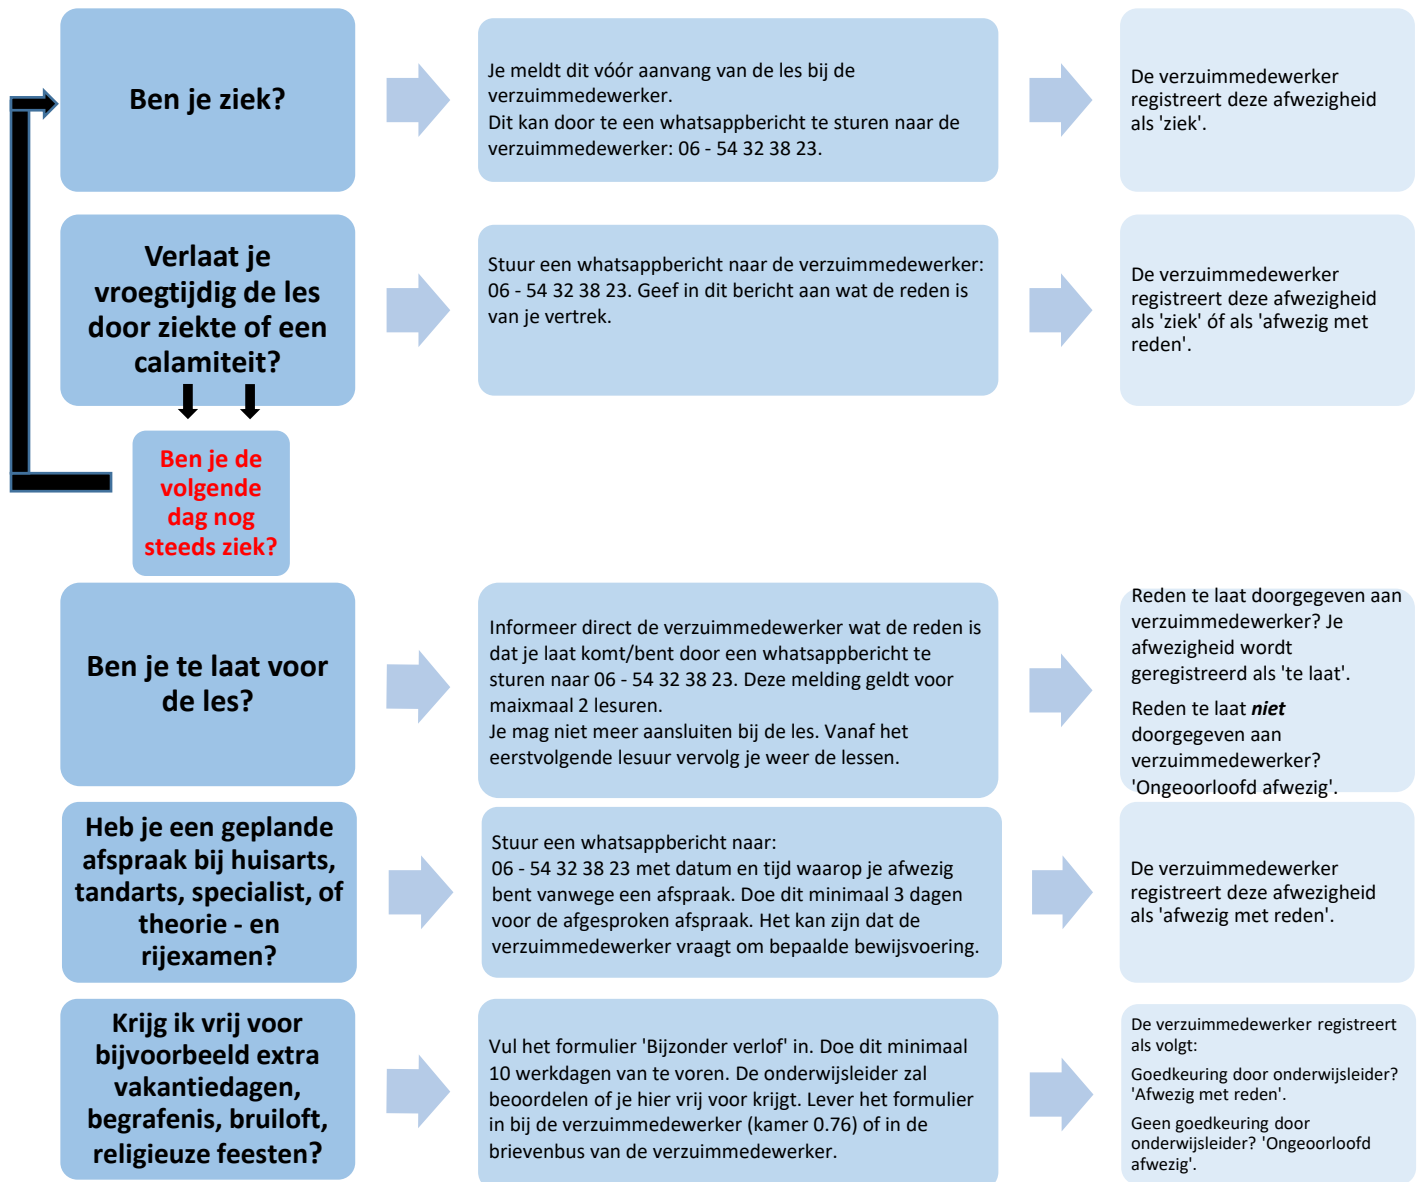 Ben je ziek?
Je meldt dit vóór aanvang van de les bij de
verzuimmedewerker.
Dit kan door te een whatsappbericht te sturen naar de
verzuimmedewerker: 06 - 54 32 38 23.
De verzuimmedewerker
registreert deze afwezigheid
als 'ziek'.
Verlaat je
vroegtijdig de les
door ziekte of een
calamiteit?
Stuur een whatsappbericht naar de verzuimmedewerker:
06 - 54 32 38 23. Geef in dit bericht aan wat de reden is
van je vertrek.
De verzuimmedewerker
registreert deze afwezigheid
als 'ziek' óf als 'afwezig met
reden'.
Ben je de
volgende
dag nog
steeds ziek?
Ben je te laat voor
de les?
Informeer direct de verzuimmedewerker wat de reden is
dat je laat komt/bent door een whatsappbericht te
sturen naar 06 - 54 32 38 23. Deze melding geldt voor
maixmaal 2 lesuren.
Je mag niet meer aansluiten bij de les. Vanaf het
eerstvolgende lesuur vervolg je weer de lessen.
Reden te laat doorgegeven aan
verzuimmedewerker? Je
afwezigheid wordt
geregistreerd als 'te laat'.
Reden te laat niet
doorgegeven aan
verzuimmedewerker?
'Ongeoorloofd afwezig'.
Heb je een geplande
afspraak bij huisarts,
tandarts, specialist, of
theorie - en
rijexamen?
Stuur een whatsappbericht naar:
06 - 54 32 38 23 met datum en tijd waarop je afwezig
bent vanwege een afspraak. Doe dit minimaal 3 dagen
voor de afgesproken afspraak. Het kan zijn dat de
verzuimmedewerker vraagt om bepaalde bewijsvoering.
De verzuimmedewerker
registreert deze afwezigheid
als 'afwezig met reden'.
Krijg ik vrij voor
bijvoorbeeld extra
vakantiedagen,
begrafenis, bruiloft,
religieuze feesten?
Vul het formulier 'Bijzonder verlof' in. Doe dit minimaal
10 werkdagen van te voren. De onderwijsleider zal
beoordelen of je hier vrij voor krijgt. Lever het formulier
in bij de verzuimmedewerker (kamer 0.76) of in de
brievenbus van de verzuimmedewerker.
De verzuimmedewerker registreert
als volgt:
Goedkeuring door onderwijsleider?
'Afwezig met reden'.
Geen goedkeuring door
onderwijsleider? 'Ongeoorloofd
afwezig'.